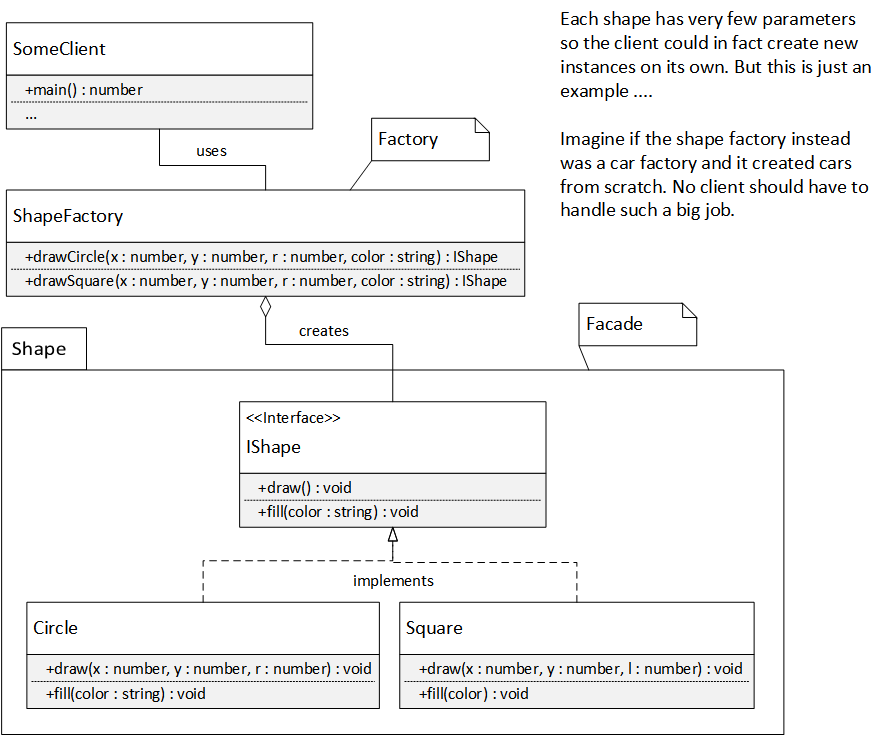 Each shape has very few parameters
so the client could in fact create new
instances on its own. But this is just an
example ....
Imagine if the shape factory instead
was a car factory and it created cars
from scratch. No client should have to
handle such a big job.
SomeClient
+main() : number
...
uses
Factory
ShapeFactory
+drawCircle(x : number, y : number, r : number, color : string) : IShape
+drawSquare(x : number, y : number, r : number, color : string) : IShape
creates
Facade
Shape
<<Interface>>
IShape
+draw() : void
+fill(color : string) : void
implements
Circle
+draw(x : number, y : number, r : number) : void
+fill(color : string) : void
Square
+draw(x : number, y : number, l : number) : void
+fill(color) : void